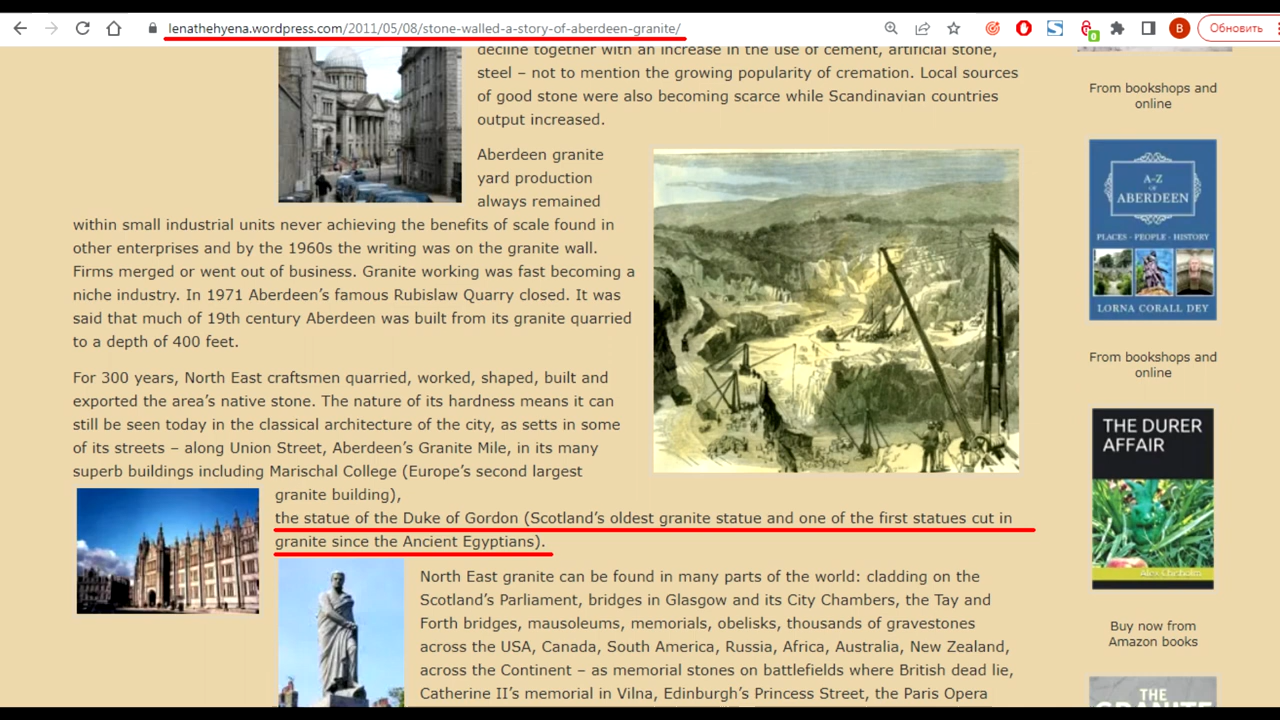 lenathehyena.wordpress.com/2011/05/08/stone-walled-a-story-of-aberdeen-granite/
B
Обновить
0
decline together with an increase in the use of cement, artificial stone,
steel – not to mention the growing popularity of cremation. Local sources
of good stone were also becoming scarce while Scandinavian countries
output increased.
Aberdeen granite
yard production
always remained
within small industrial units never achieving the benefits of scale found in
other enterprises and by the 1960s the writing was on the granite wall.
Firms merged or went out of business. Granite working was fast becoming a
niche industry. In 1971 Aberdeen's famous Rubislaw Quarry closed. It was
said that much of 19th century Aberdeen was built from its granite quarried
to a depth of 400 feet.
For 300 years, North East craftsmen quarried, worked, shaped, built and
exported the area's native stone. The nature of its hardness means it can
still be seen today in the classical architecture of the city, as setts in some
of its streets – along Union Street, Aberdeen's Granite Mile, in its many
superb buildings including Marischal College (Europe's second largest
granite building),
the statue of the Duke of Gordon (Scotland's oldest granite statue and one of the first statues cut in
granite since the Ancient Egyptians).
North East granite can be found in many parts of the world: cladding on the
Scotland's Parliament, bridges in Glasgow and its City Chambers, the Tay and
Forth bridges, mausoleums, memorials, obelisks, thousands of gravestones
across the USA, Canada, South America, Russia, Africa, Australia, New Zealand,
across the Continent – as memorial stones on battlefields where British dead lie,
Catherine II's memorial in Vilna, Edinburgh's Princess Street, the Paris Opera
From bookshops and
online
A-Z
OF
ABERDEEN
PLACES - PEOPLE - HISTORY
LORNA CORALL DEY
From bookshops and
online
THE DURER
AFFAIR
Alex Chisholm
Buy now from
Amazon books
THE